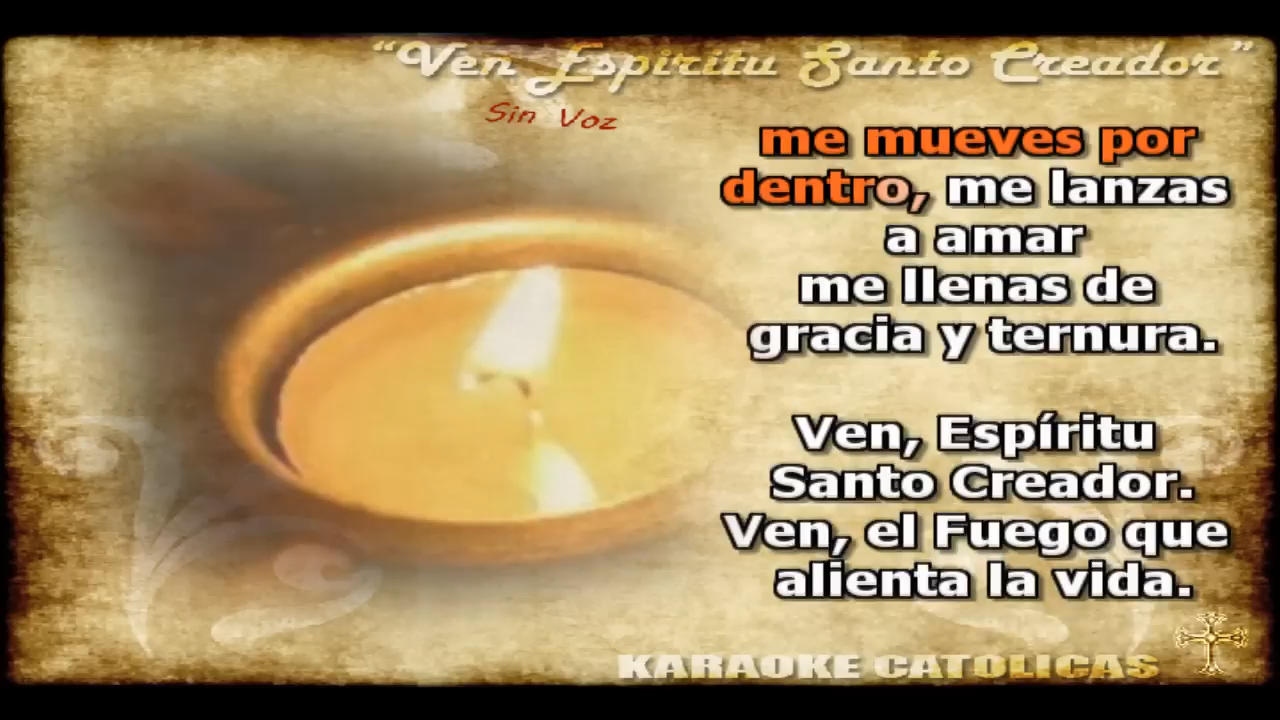 “Ven Espiritu Santo Creador”
Sin Voz
me mueves por
dentro, me lanzas
a amar
me llenas de
gracia y ternura.
Ven, Espíritu
Santo Creador.
Ven, el Fuego que
alienta la vida.
KARAOKE CATOLICAS